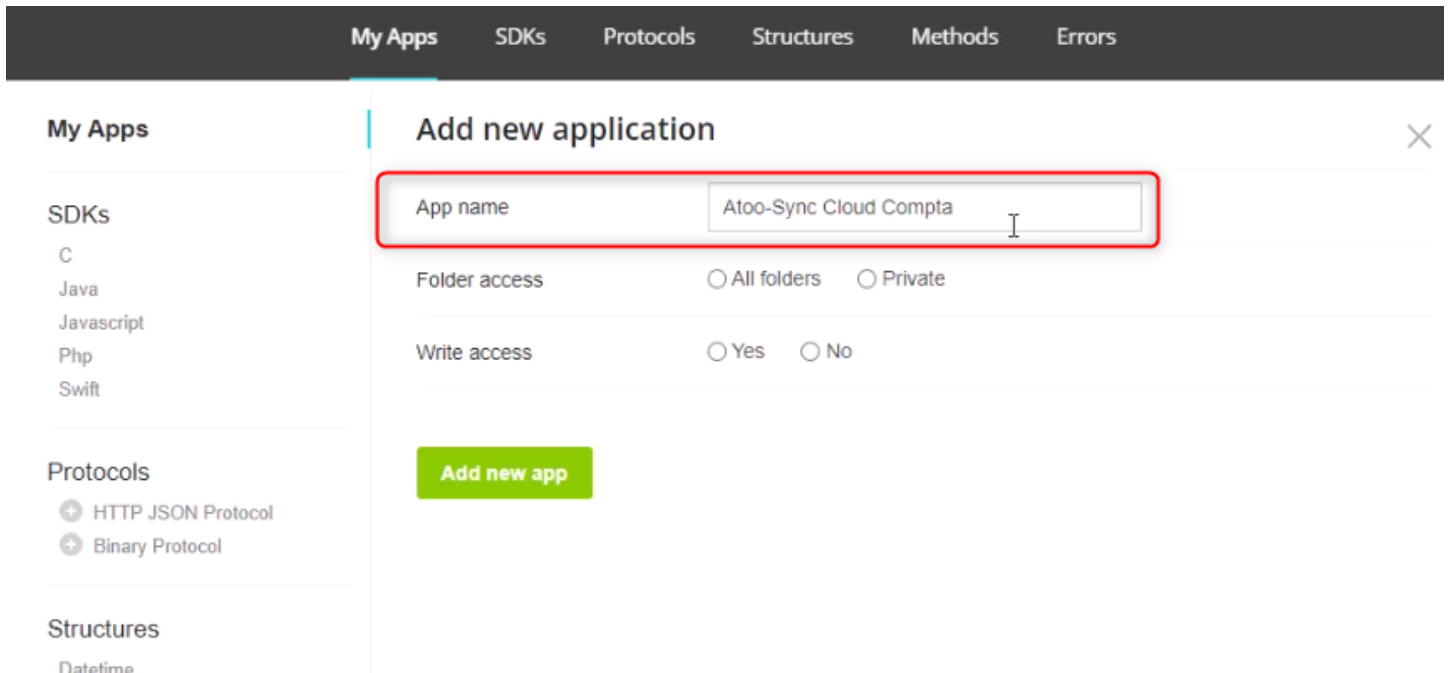 My Apps SDKs Protocols Structures Methods Errors
My Apps
Add new application
SDKs
App name Atoo-Sync Cloud Compta
C
Java
Folder access All folders Private
Javascript
Php
Write access Yes No
Swift
Protocols
Add new app
HTTP JSON Protocol
Binary Protocol
Structures
Datetime